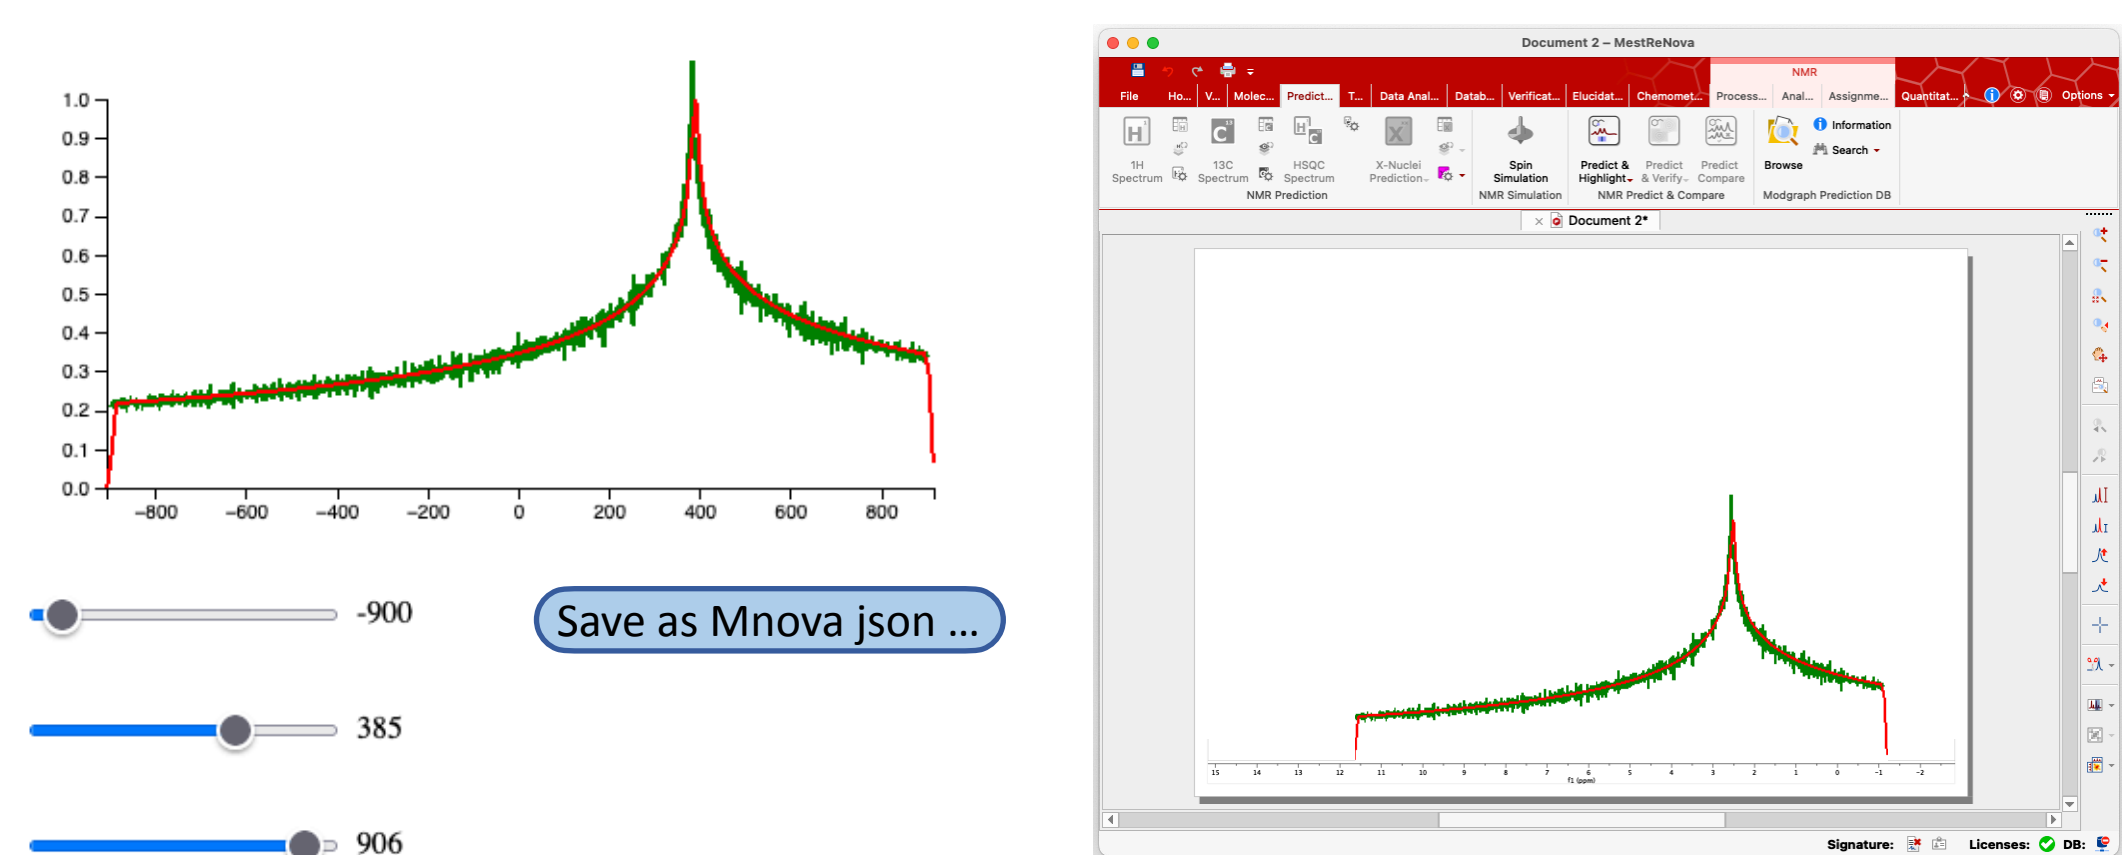 1.0
0.9
0.8
0.7
0.6
0.5
0.4
0.3
0.2
0.1
0.0
−800 −600 −400 −200 0 200 400 600 800
-900
385
906
Save as Mnova json ...
Document 2 – MestReNova
NMR
File Ho... V... Molec... Predict... T... Data Anal... Datab... Verificat... Elucidat... Chemomet... Process... Anal... Assignme... Quantitat... Options
1H Spectrum
13C Spectrum
HSQC Spectrum
X-Nuclei Prediction
NMR Prediction
Spin Simulation
NMR Simulation
Predict & Highlight
Predict & Verify
Predict Compare
NMR Predict & Compare
Browse
Information
Search
Modgraph Prediction DB
Document 2*
15 14 13 12 11 10 9 8 7 6 5 4 3 2 1 0 -1 -2
f1 (ppm)
Signature: Licenses: DB: